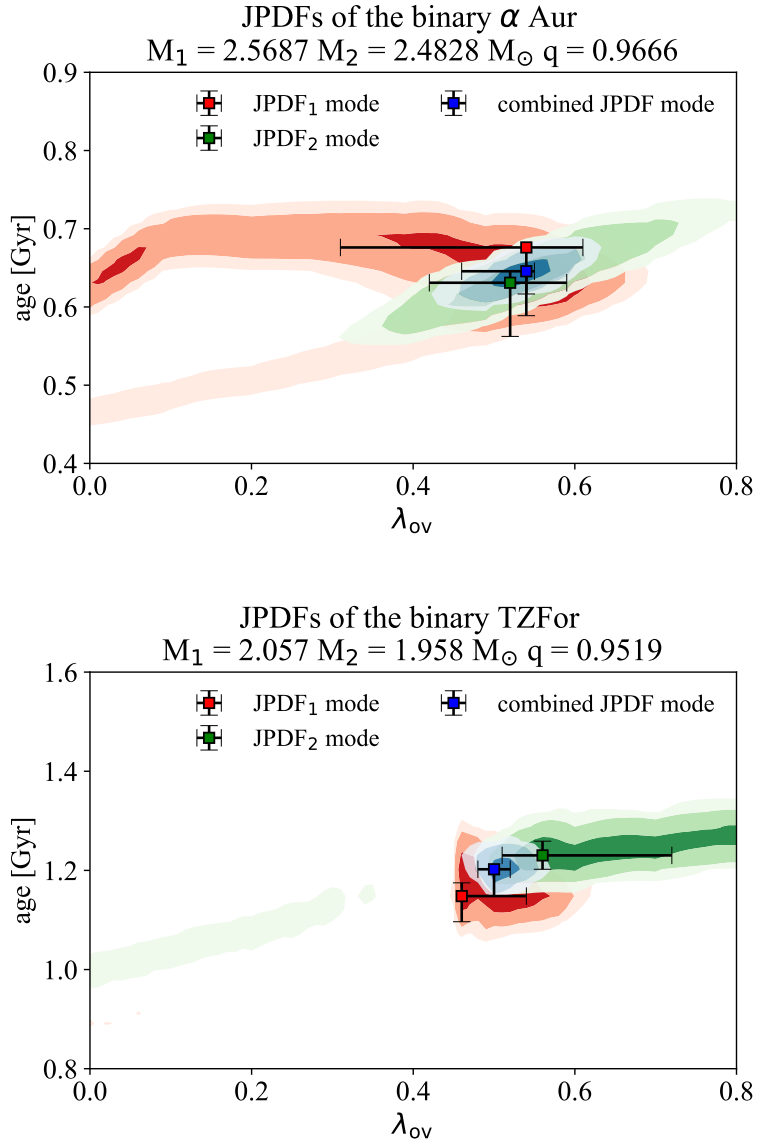 JPDFs of the binary α Aur
M₁ = 2.5687 M₂ = 2.4828 M⊙ q = 0.9666
0.9
0.8
0.7
0.6
0.5
0.4
age [Gyr]
JPDF₁ mode
JPDF₂ mode
combined JPDF mode
0.0 0.2 0.4 0.6 0.8
λov
JPDFs of the binary TZFor
M₁ = 2.057 M₂ = 1.958 M⊙ q = 0.9519
1.6
1.4
1.2
1.0
0.8
age [Gyr]
JPDF₁ mode
JPDF₂ mode
combined JPDF mode
0.0 0.2 0.4 0.6 0.8
λov